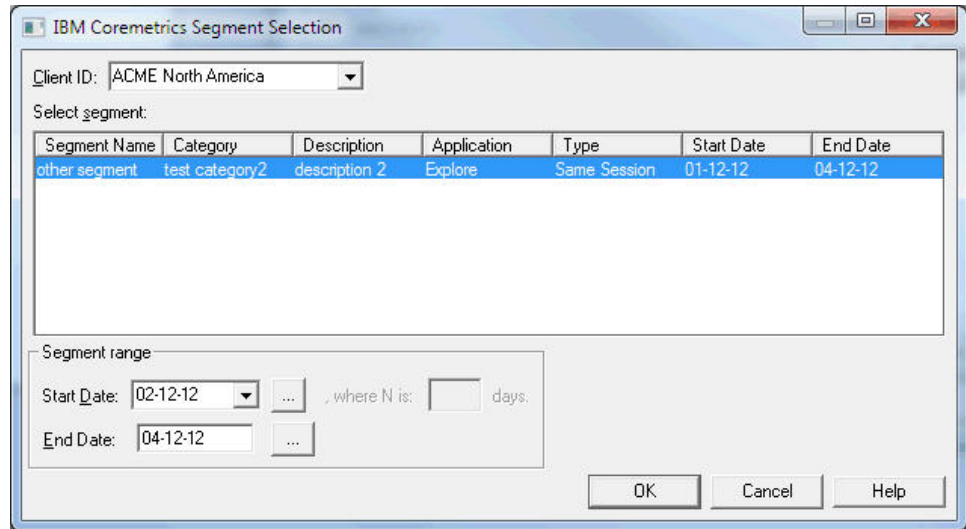 IBM Coremetrics Segment Selection
Client ID: ACME North America
Select segment:
Segment Name Category Description Application Type Start Date End Date
other segment test category2 description 2 Explore Same Session 01-12-12 04-12-12
Segment range
Start Date: 02-12-12 ... , where N is: days.
End Date: 04-12-12 ...
OK Cancel Help